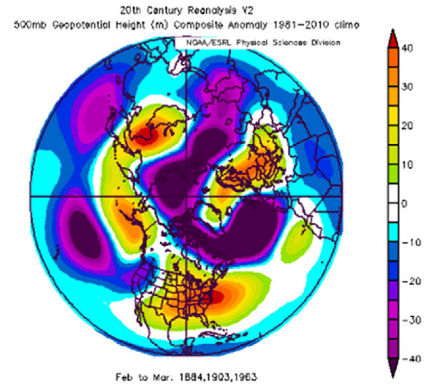 20th Century Reanalysis V2
500mb Geopotential Height (m) Composite Anomaly 1981-2010 climo
NOAA/ESRL Physical Sciences Division
40
30
20
10
0
-10
-20
-30
-40
Feb to Mar: 1884,1903,1963